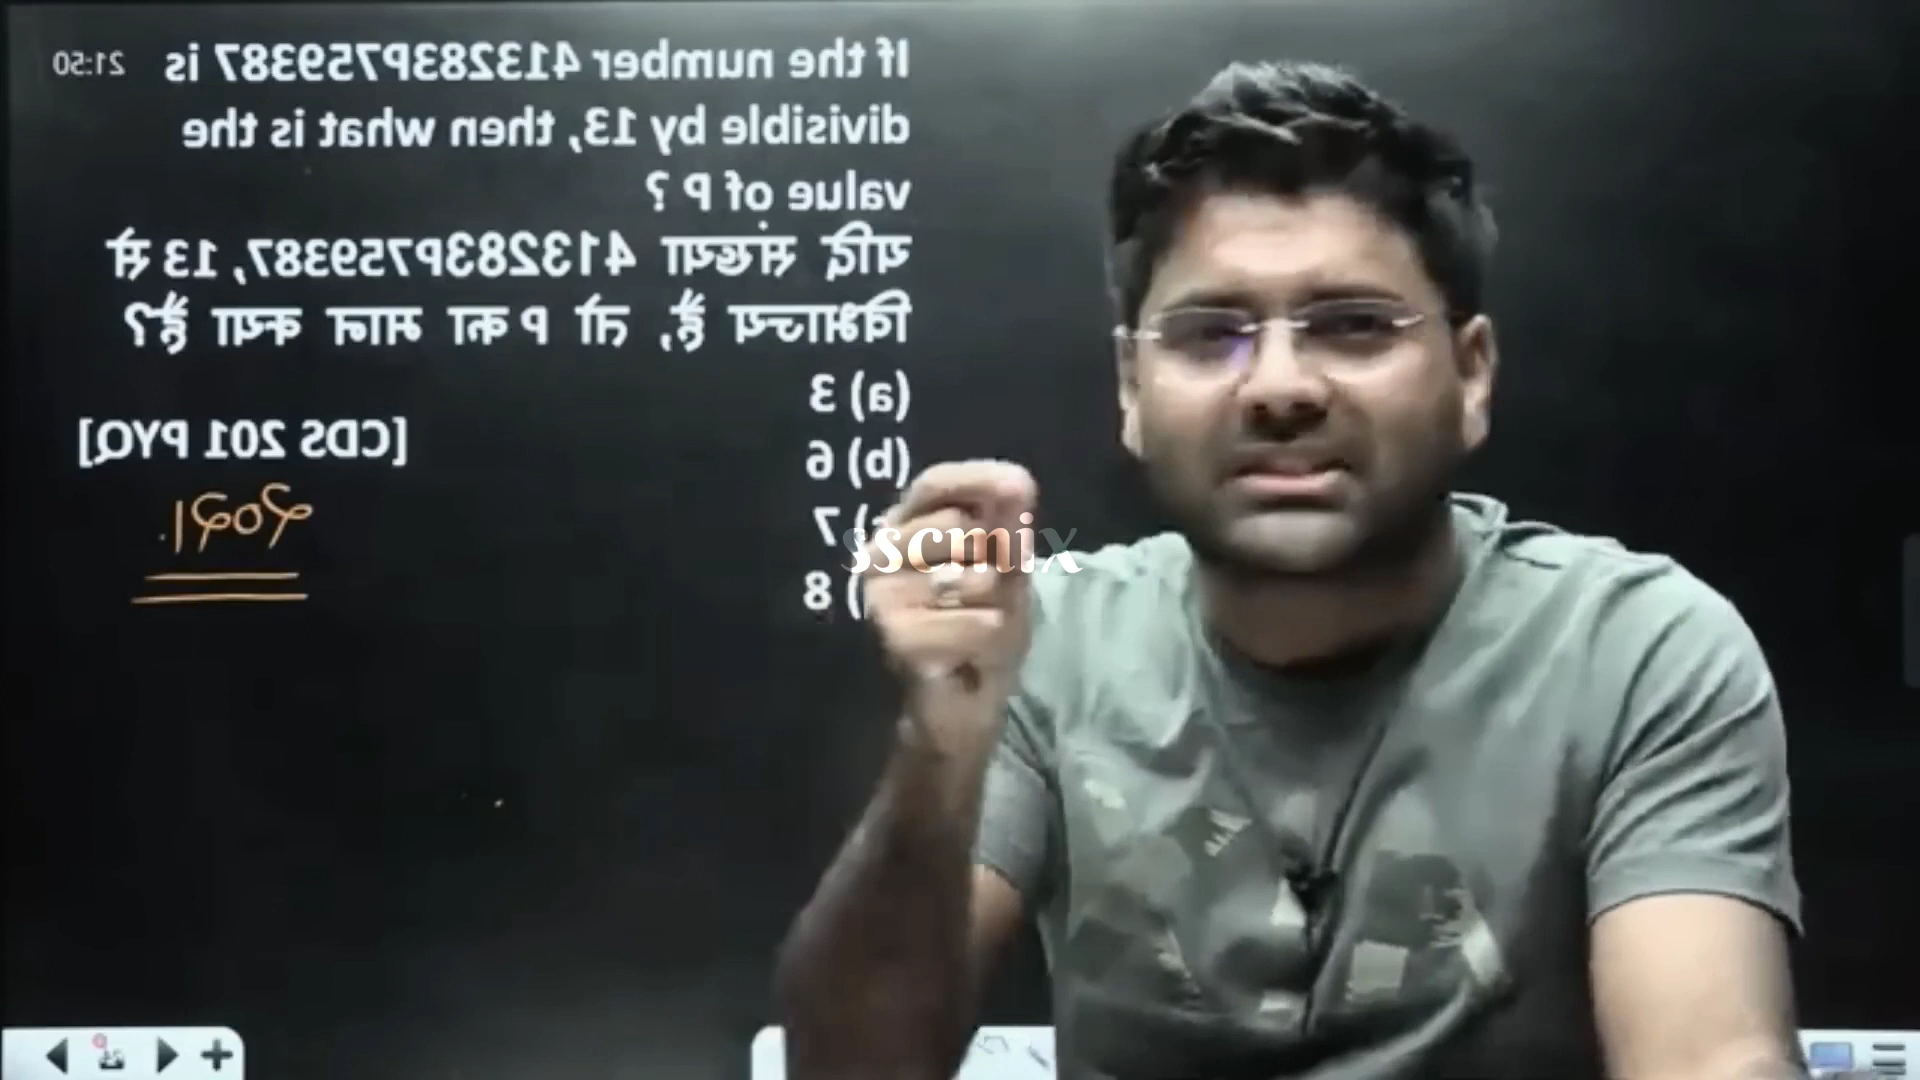 21:50
If the number 413283P759387 is
divisible by 13, then what is the
value of P ?
यदि संख्या 413283P759387, 13 से
विभाज्य है, तो P का मान क्या है?
(a) 3
(b) 6
7
) 8
[CDS 201 PYQ]
sscmix